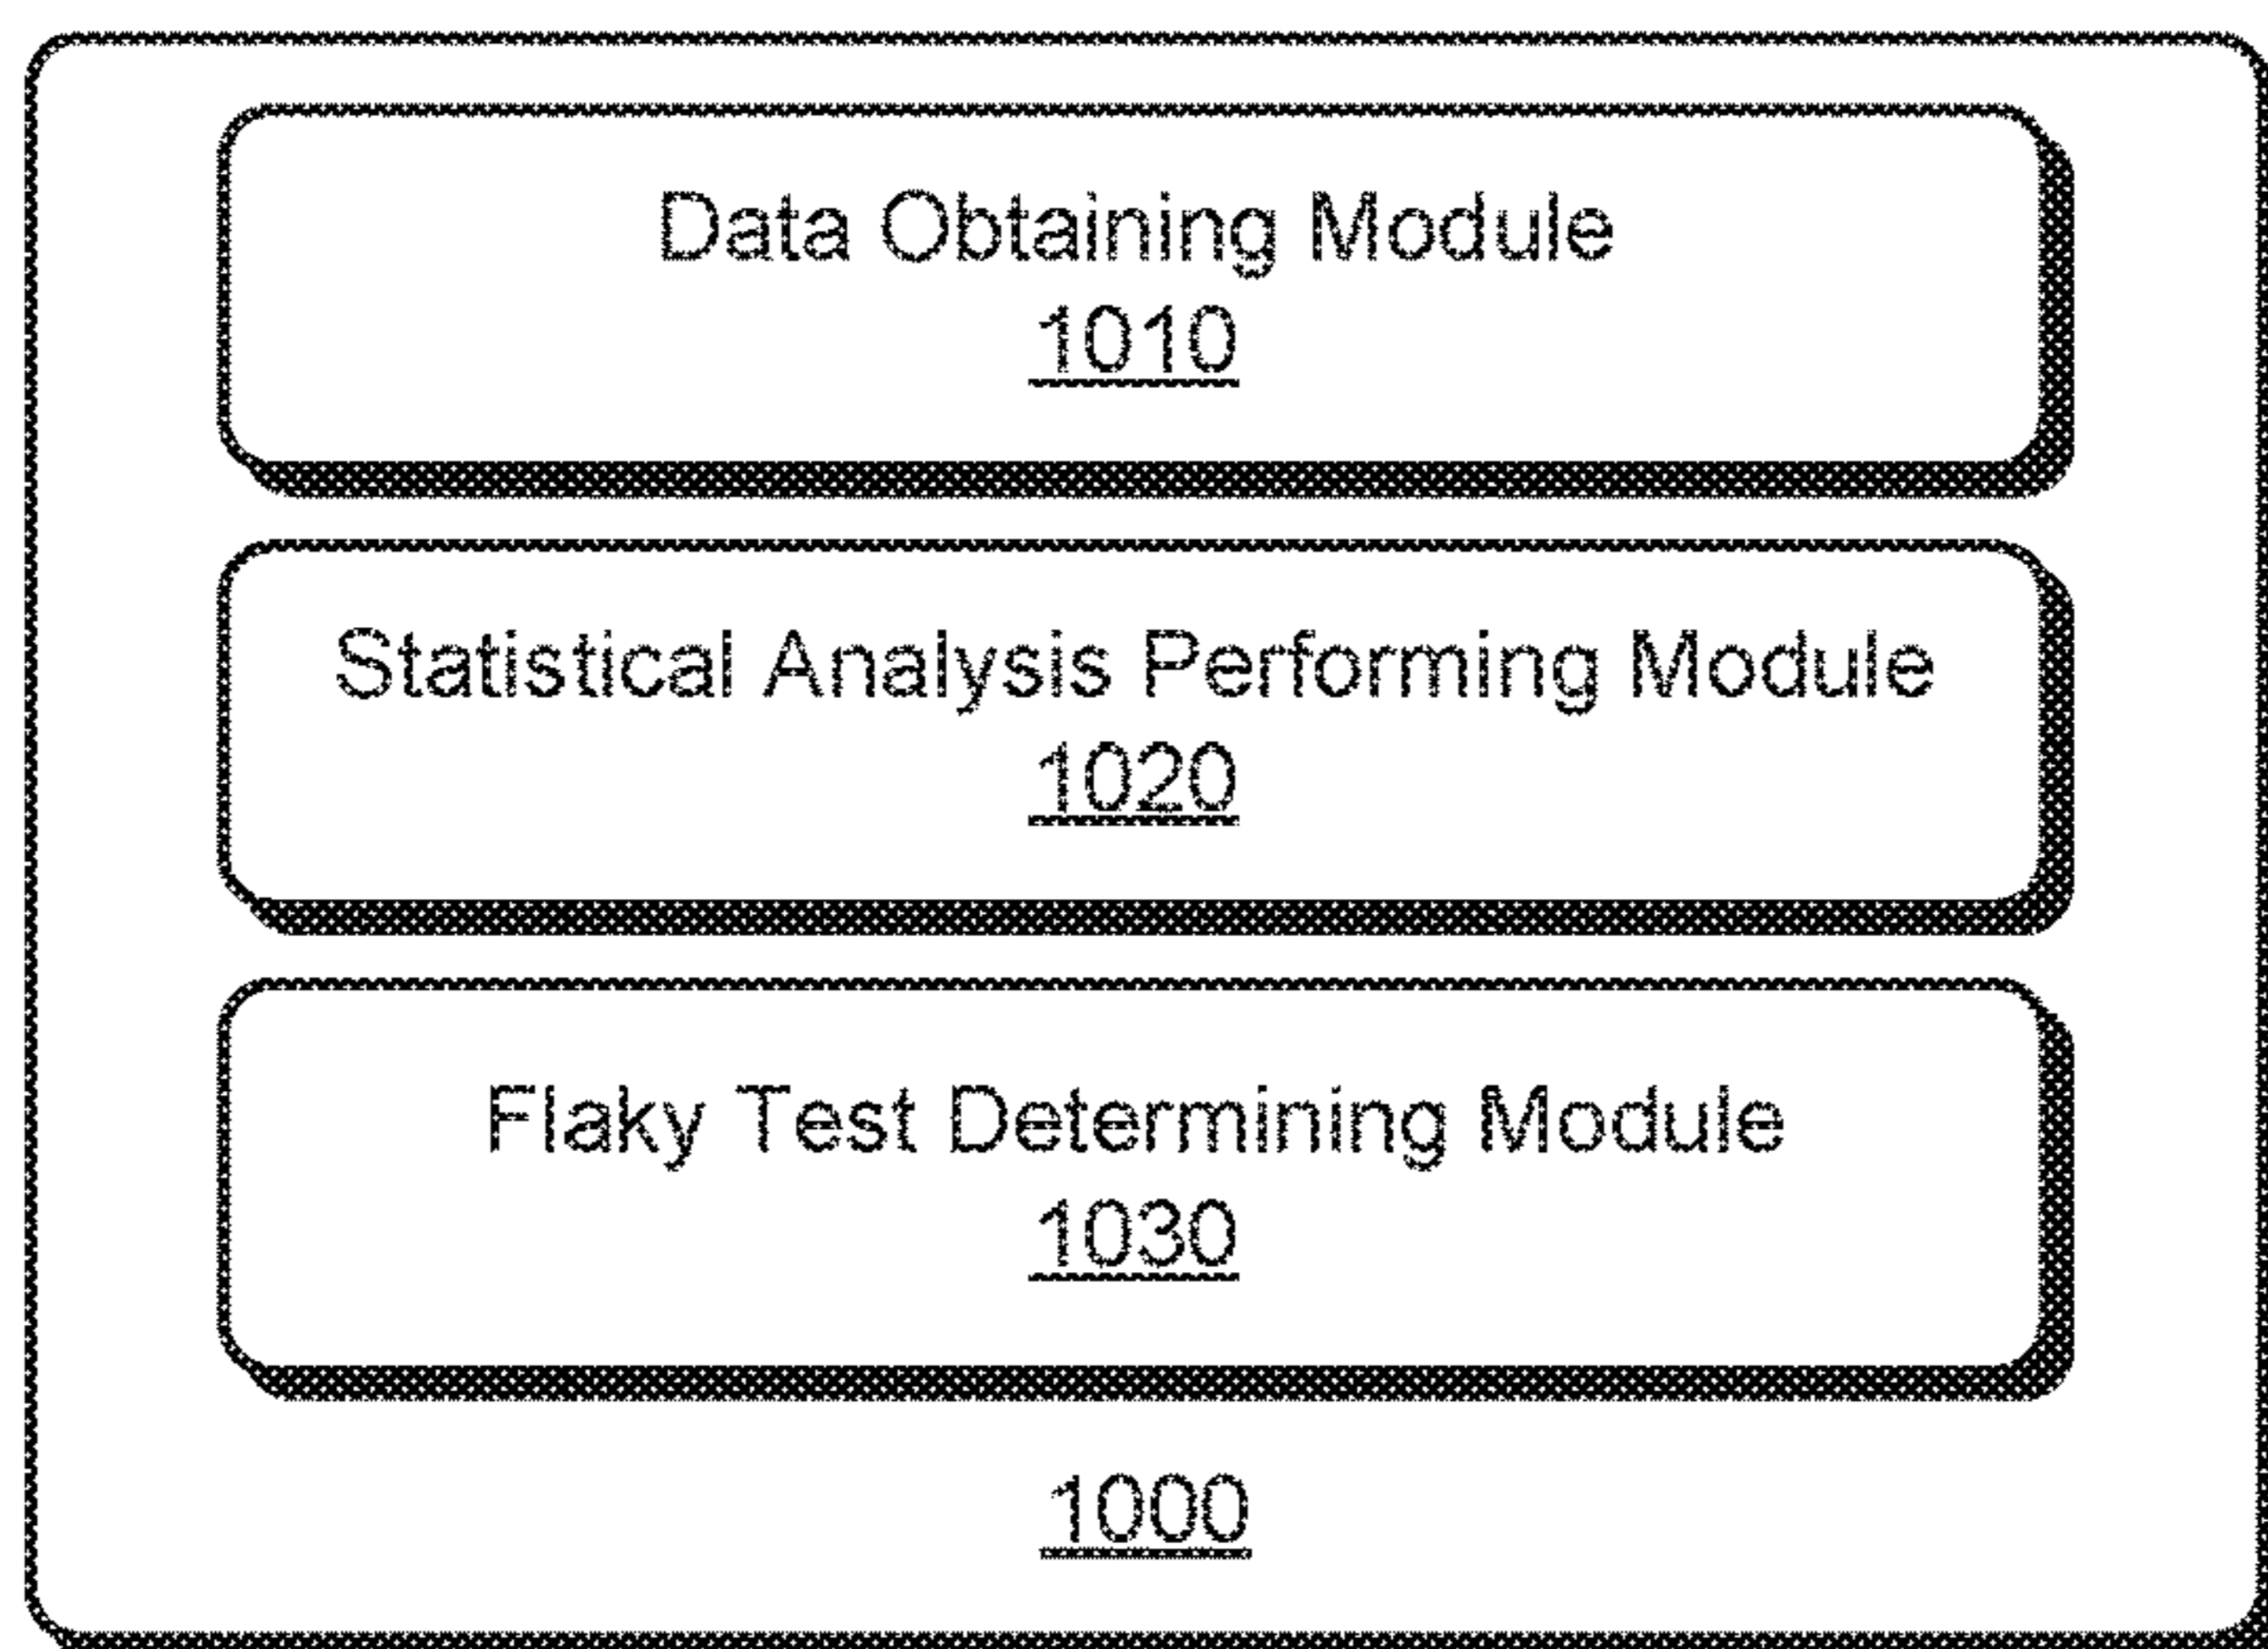 Data Obtaining Module
1010
Statistical Analysis Performing Module
1020
Flaky Test Determining Module
1030
1000